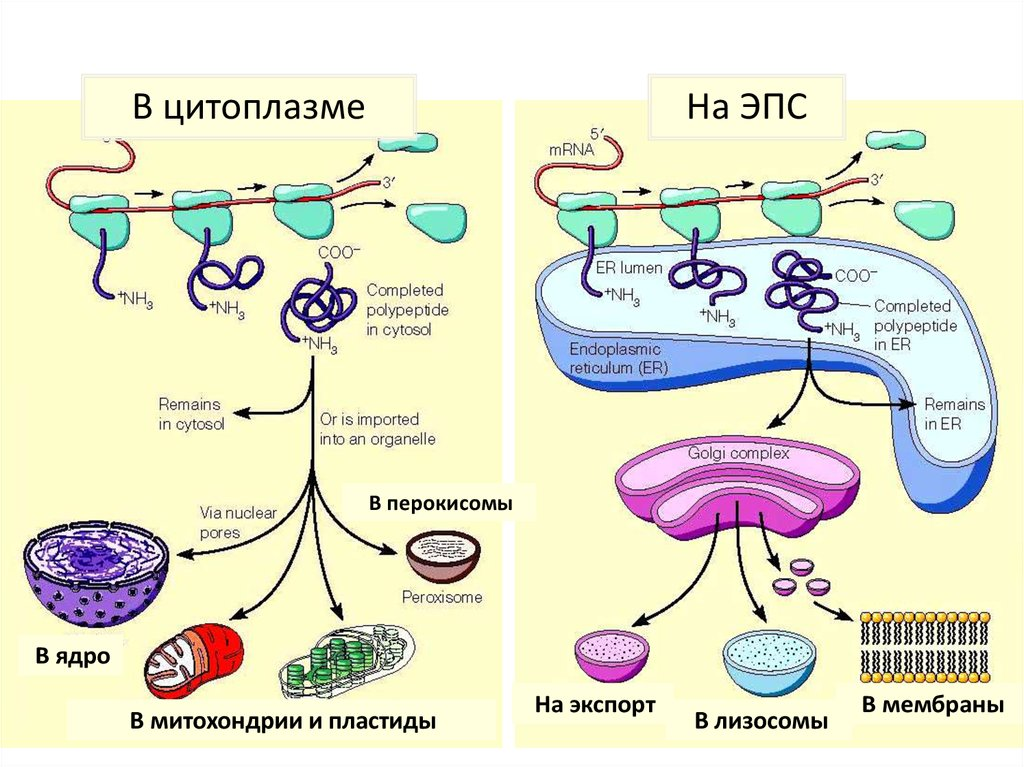 В цитоплазме
3′
COO–
+NH3
+NH3
+NH3
Completed
polypeptide
in cytosol
Remains
in cytosol
Or is imported
into an organelle
Via nuclear
pores
В перокисомы
Peroxisome
В ядро
В митохондрии и пластиды
На ЭПС
5′
mRNA
3′
ER lumen
COO–
+NH3
+NH3
+NH3
Completed
polypeptide
in ER
Endoplasmic
reticulum (ER)
Remains
in ER
Golgi complex
На экспорт
В лизосомы
В мембраны